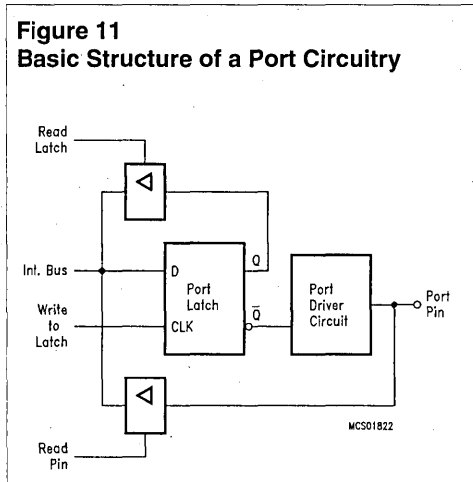 Figure 11
Basic Structure of a Port Circuitry
Read
Latch
Int. Bus
D
Q
Port
Latch
Port
Driver
Circuit
Port
Pin
Write
to
Latch
CLK
Q̅
MCS01822
Read
Pin